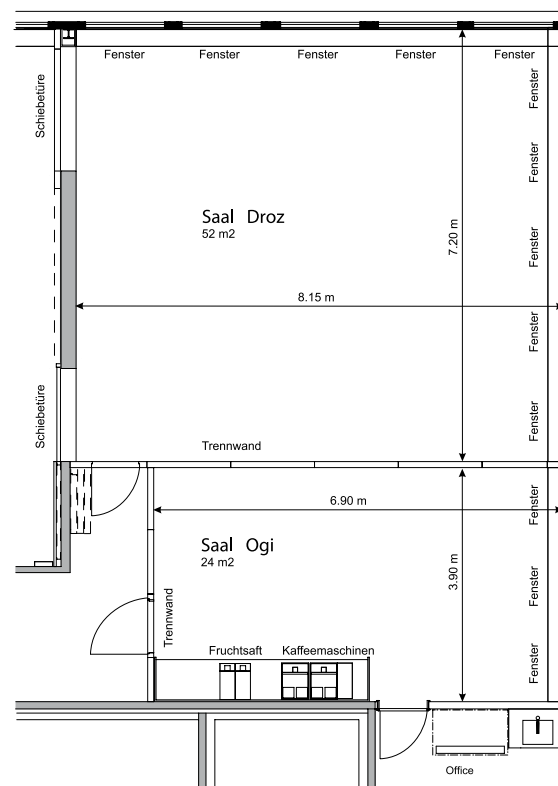 Fenster
Fenster
Fenster
Fenster
Fenster
Fenster
Schiebetüre
Fenster
Saal Droz
52 m2
7.20 m
Fenster
8.15 m
Fenster
Schiebetüre
Fenster
Trennwand
Fenster
6.90 m
Saal Ogi
24 m2
3.90 m
Fenster
Trennwand
Fruchtsaft
Kaffeemaschinen
Fenster
Office